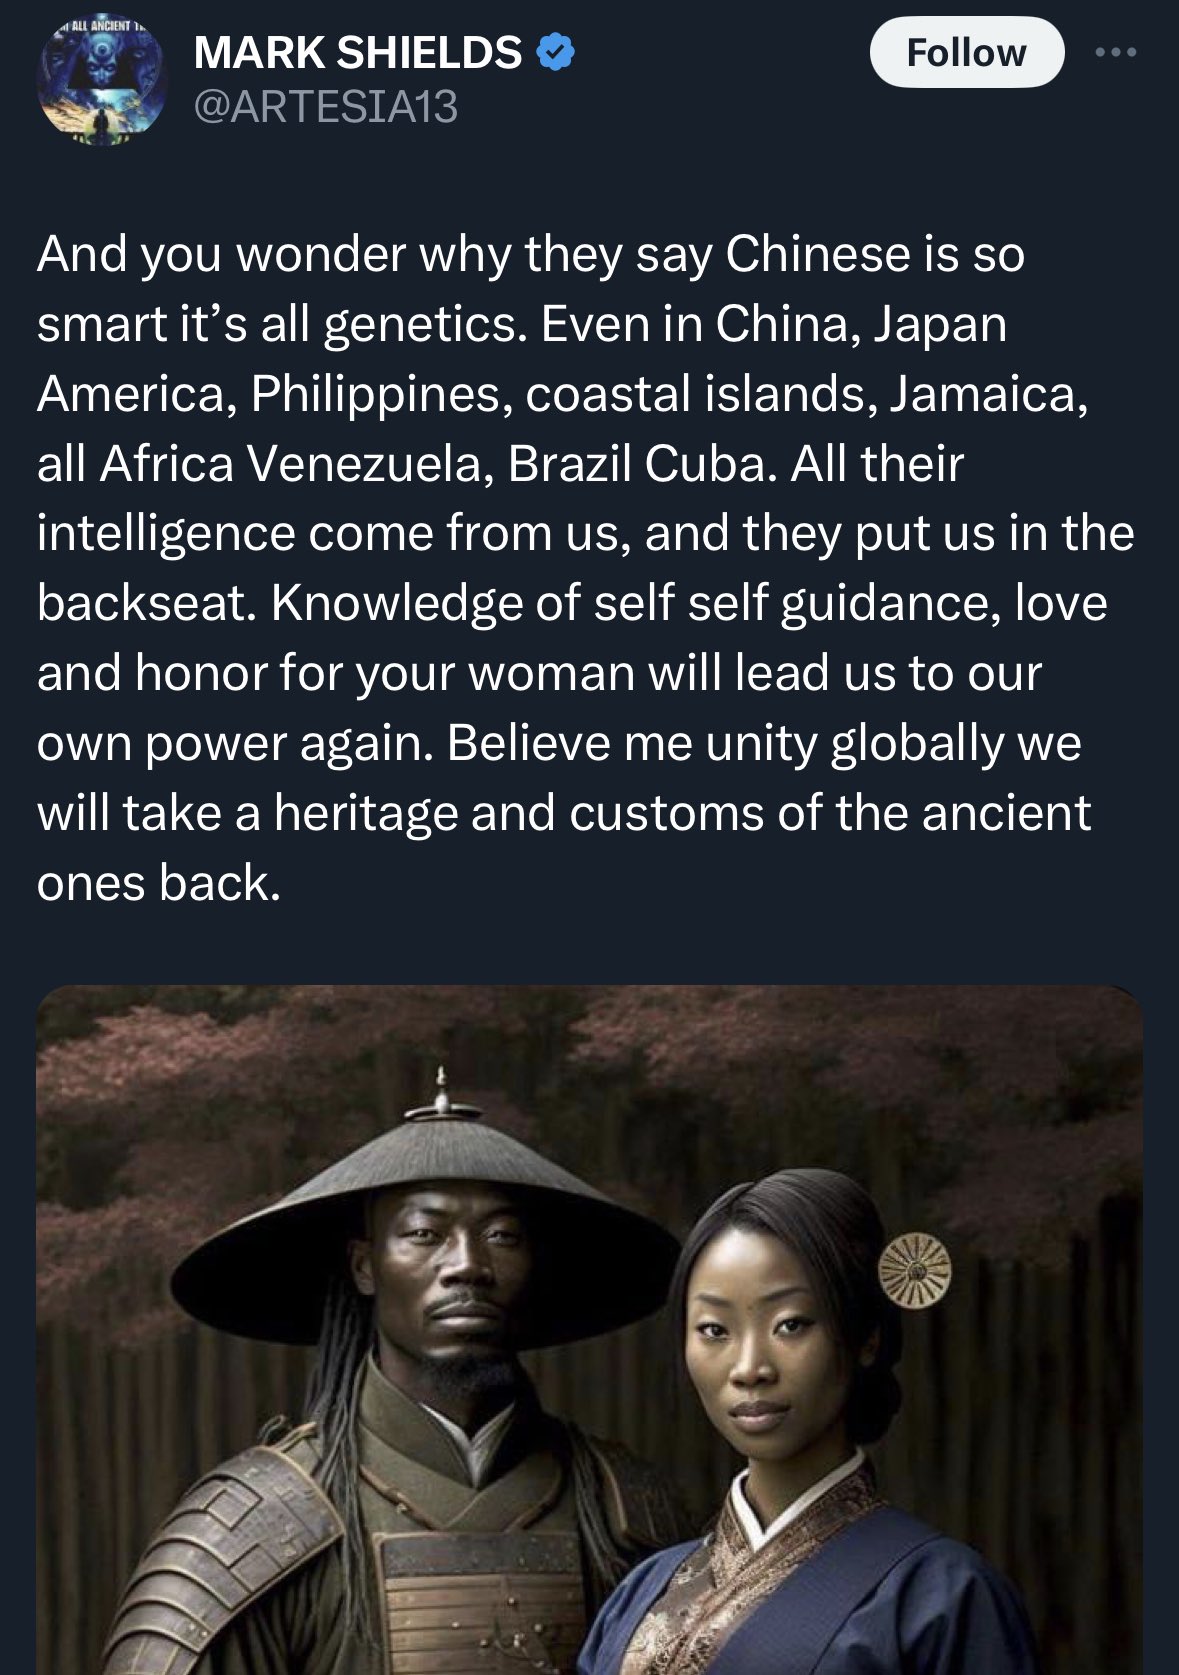 ALL ANCIENT
MARK SHIELDS
Follow
@ARTESIA13
And you wonder why they say Chinese is so
smart it’s all genetics. Even in China, Japan
America, Philippines, coastal islands, Jamaica,
all Africa Venezuela, Brazil Cuba. All their
intelligence come from us, and they put us in the
backseat. Knowledge of self self guidance, love
and honor for your woman will lead us to our
own power again. Believe me unity globally we
will take a heritage and customs of the ancient
ones back.